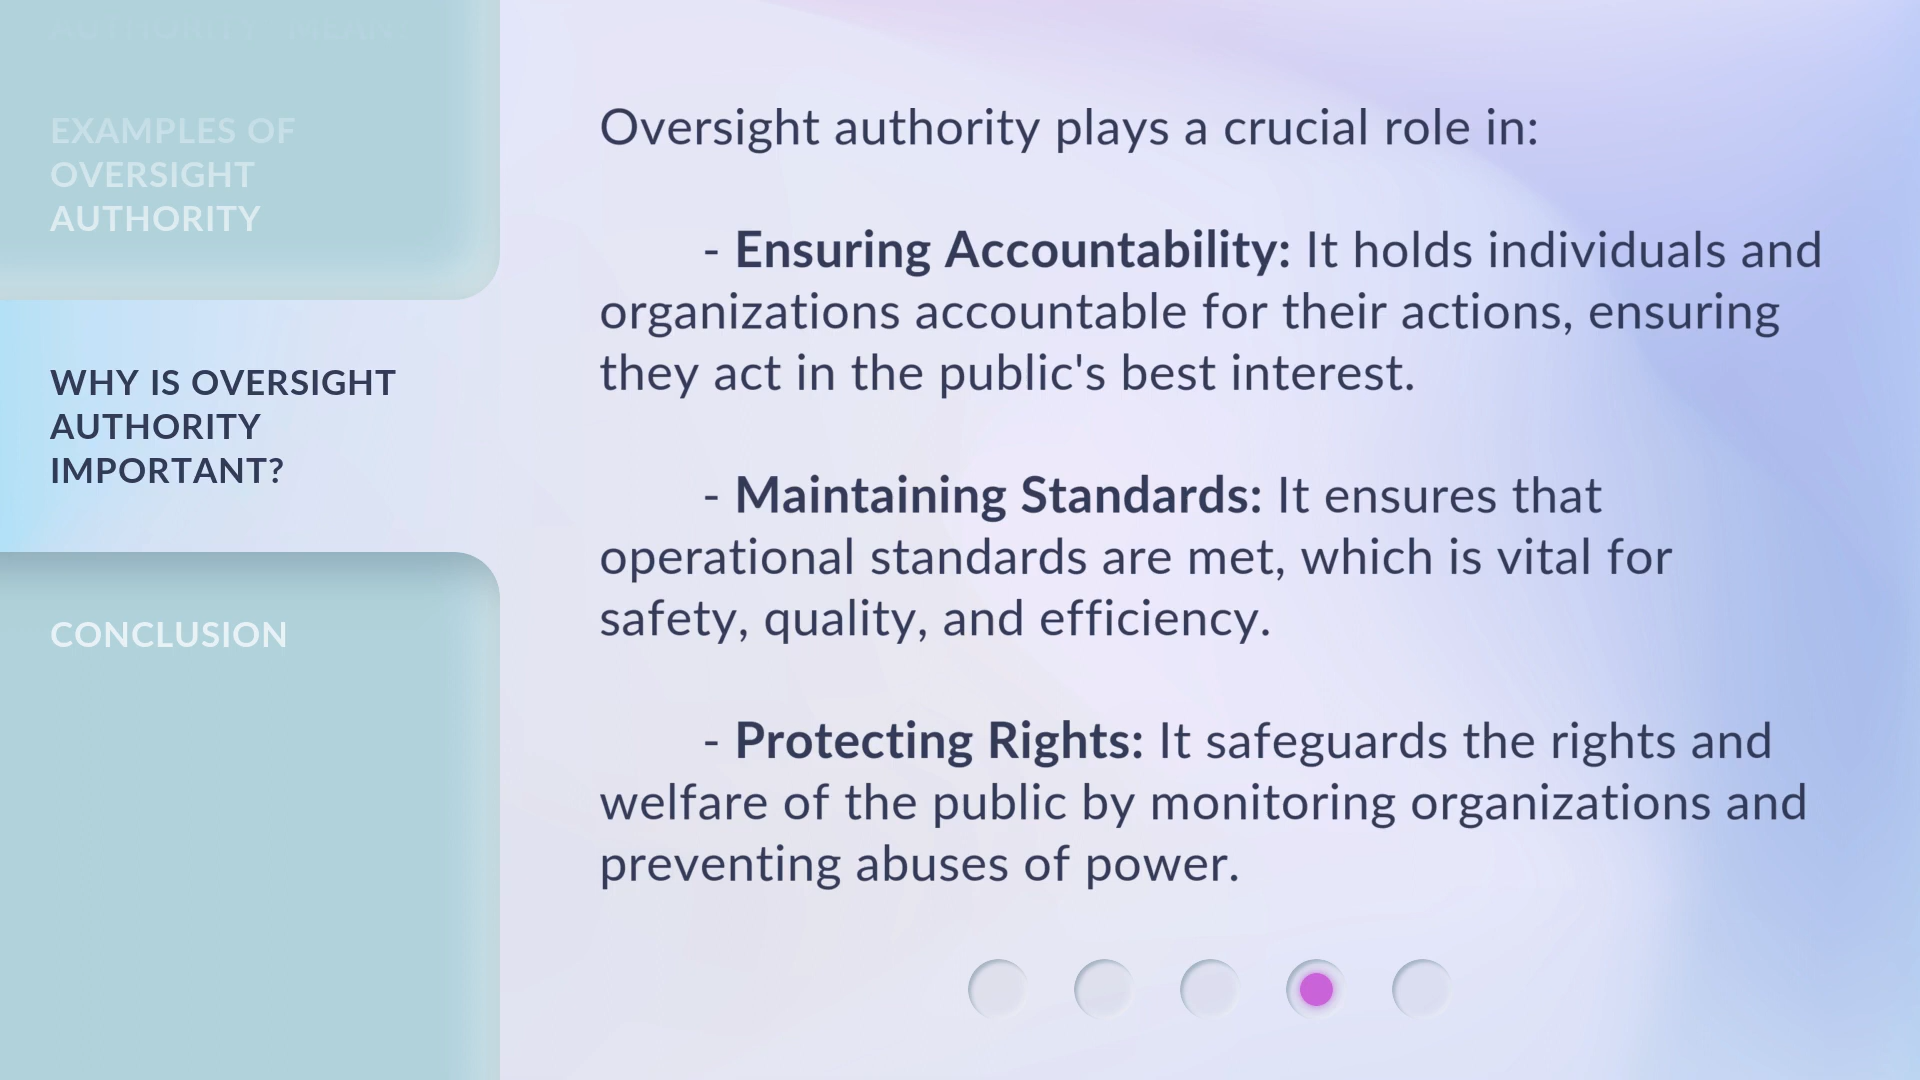 AUTHORITY MEAN?
EXAMPLES OF
OVERSIGHT
AUTHORITY
WHY IS OVERSIGHT
AUTHORITY
IMPORTANT?
CONCLUSION
Oversight authority plays a crucial role in:
- Ensuring Accountability: It holds individuals and
organizations accountable for their actions, ensuring
they act in the public's best interest.
- Maintaining Standards: It ensures that
operational standards are met, which is vital for
safety, quality, and efficiency.
- Protecting Rights: It safeguards the rights and
welfare of the public by monitoring organizations and
preventing abuses of power.